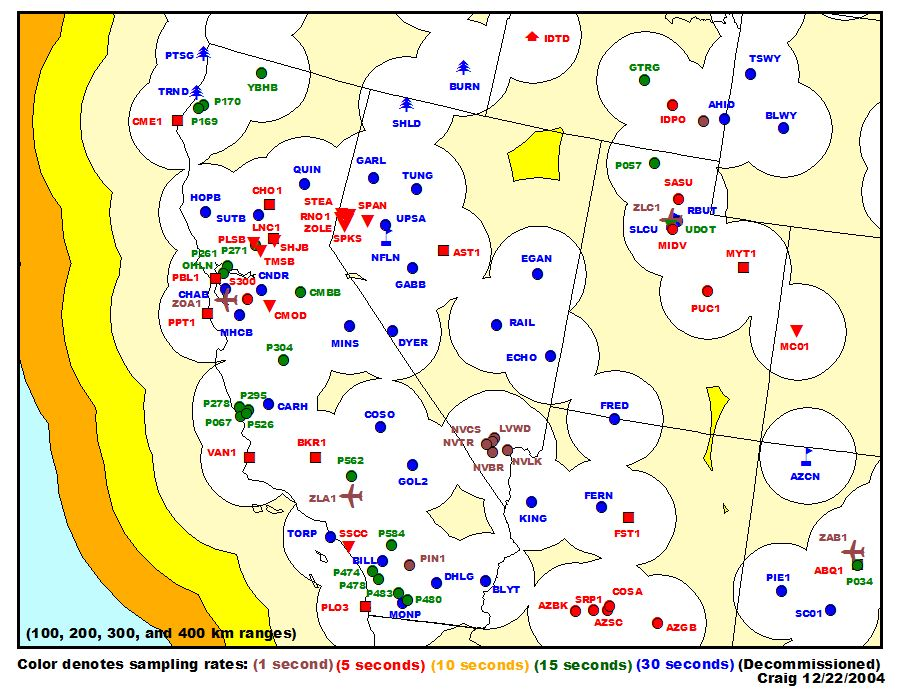 IDTD
PTSG
TSWY
GTRG
YBHB
BURN
TRND
P170
P169
CME1
SHLD
IDPO
AHID
BLWY
P057
GARL
QUIN
TUNG
SASU
CHO1
HOPB
STEA
SPAN
ZLC1
RBUT
RNO1
SUTB
UPSA
ZOLE
LNC1
SLCU
UDOT
PLSB
SPKS
MIDV
SHJB
P271
P261
NFLN
AST1
MYT1
TMSB
EGAN
OHLN
PBL1
S300
CNDR
GABB
CHAB
CMBB
ZOA1
PUC1
CMOD
PPT1
RAIL
MHCB
MINS
DYER
MC01
P304
ECHO
P295
P278
CARH
FRED
COSO
P067
P526
NVCS
LVWD
BKR1
NVTR
VAN1
P562
NVLK
NVBR
AZCN
GOL2
ZLA1
FERN
KING
FST1
TORP
SSCC
P584
ZAB1
BILL
PIN1
P474
ABQ1
DHLG
PIE1
P034
P478
BLYT
P483
COSA
P480
SRP1
PLO3
AZBK
MONP
AZSC
SC01
AZGB
(100, 200, 300, and 400 km ranges)
Color denotes sampling rates: (1 second) (5 seconds) (10 seconds) (15 seconds) (30 seconds) (Decommissioned)
Craig 12/22/2004